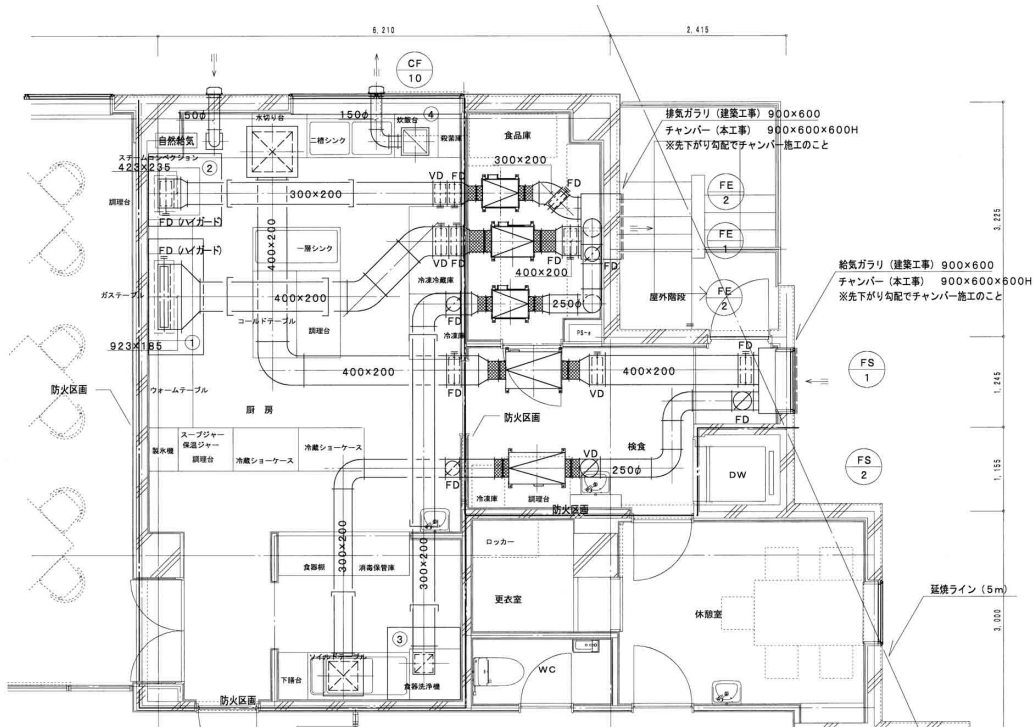 6,210
2,415
CF
10
150φ
水切り台
150φ
炊飯台
④
自然給気
二槽シンク
殺菌庫
食品庫
排気ガラリ (建築工事) 900×600
チャンバー (本工事) 900×600×600H
※先下がり勾配でチャンバー施工のこと
スチームコンベクション
423×235
②
300×200
VD
FD
300×200
FD
FE
2
調理台
FD (ハイガード)
FD (ハイガード)
400×200
一層シンク
VD
FD
FD
FE
1
3,225
冷凍冷蔵庫
400×200
給気ガラリ (建築工事) 900×600
チャンバー (本工事) 900×600×600H
※先下がり勾配でチャンバー施工のこと
ガステーブル
400×200
250φ
屋外階段
FE
2
コールドテーブル
調理台
FD
冷凍庫
PS-a
①
923×185
400×200
FD
VD
400×200
FD
FS
1
1,245
防火区画
ウォームテーブル
厨房
防火区画
FD
製氷機
スープジャー
保温ジャー
調理台
冷蔵ショーケース
冷蔵ショーケース
検食
VD
250φ
FD
FS
2
DW
1,155
冷凍庫
調理台
防火区画
300×200
300×200
食器棚
消毒保管庫
ロッカー
更衣室
休憩室
延焼ライン (5m)
3,000
③
下膳台
ソイルドテーブル
食器洗浄機
WC
防火区画